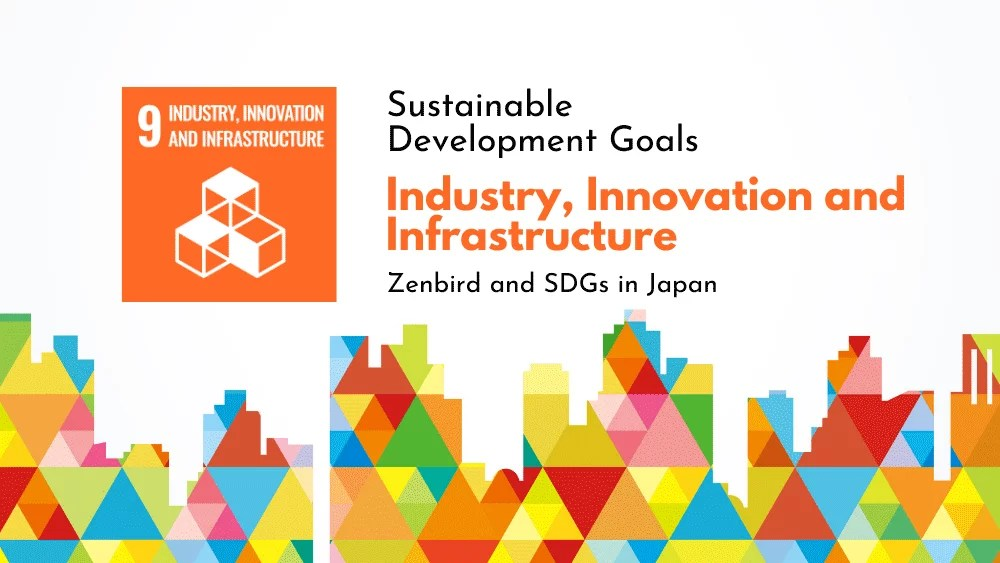 9 INDUSTRY, INNOVATION
AND INFRASTRUCTURE
Sustainable
Development Goals
Industry, Innovation and
Infrastructure
Zenbird and SDGs in Japan